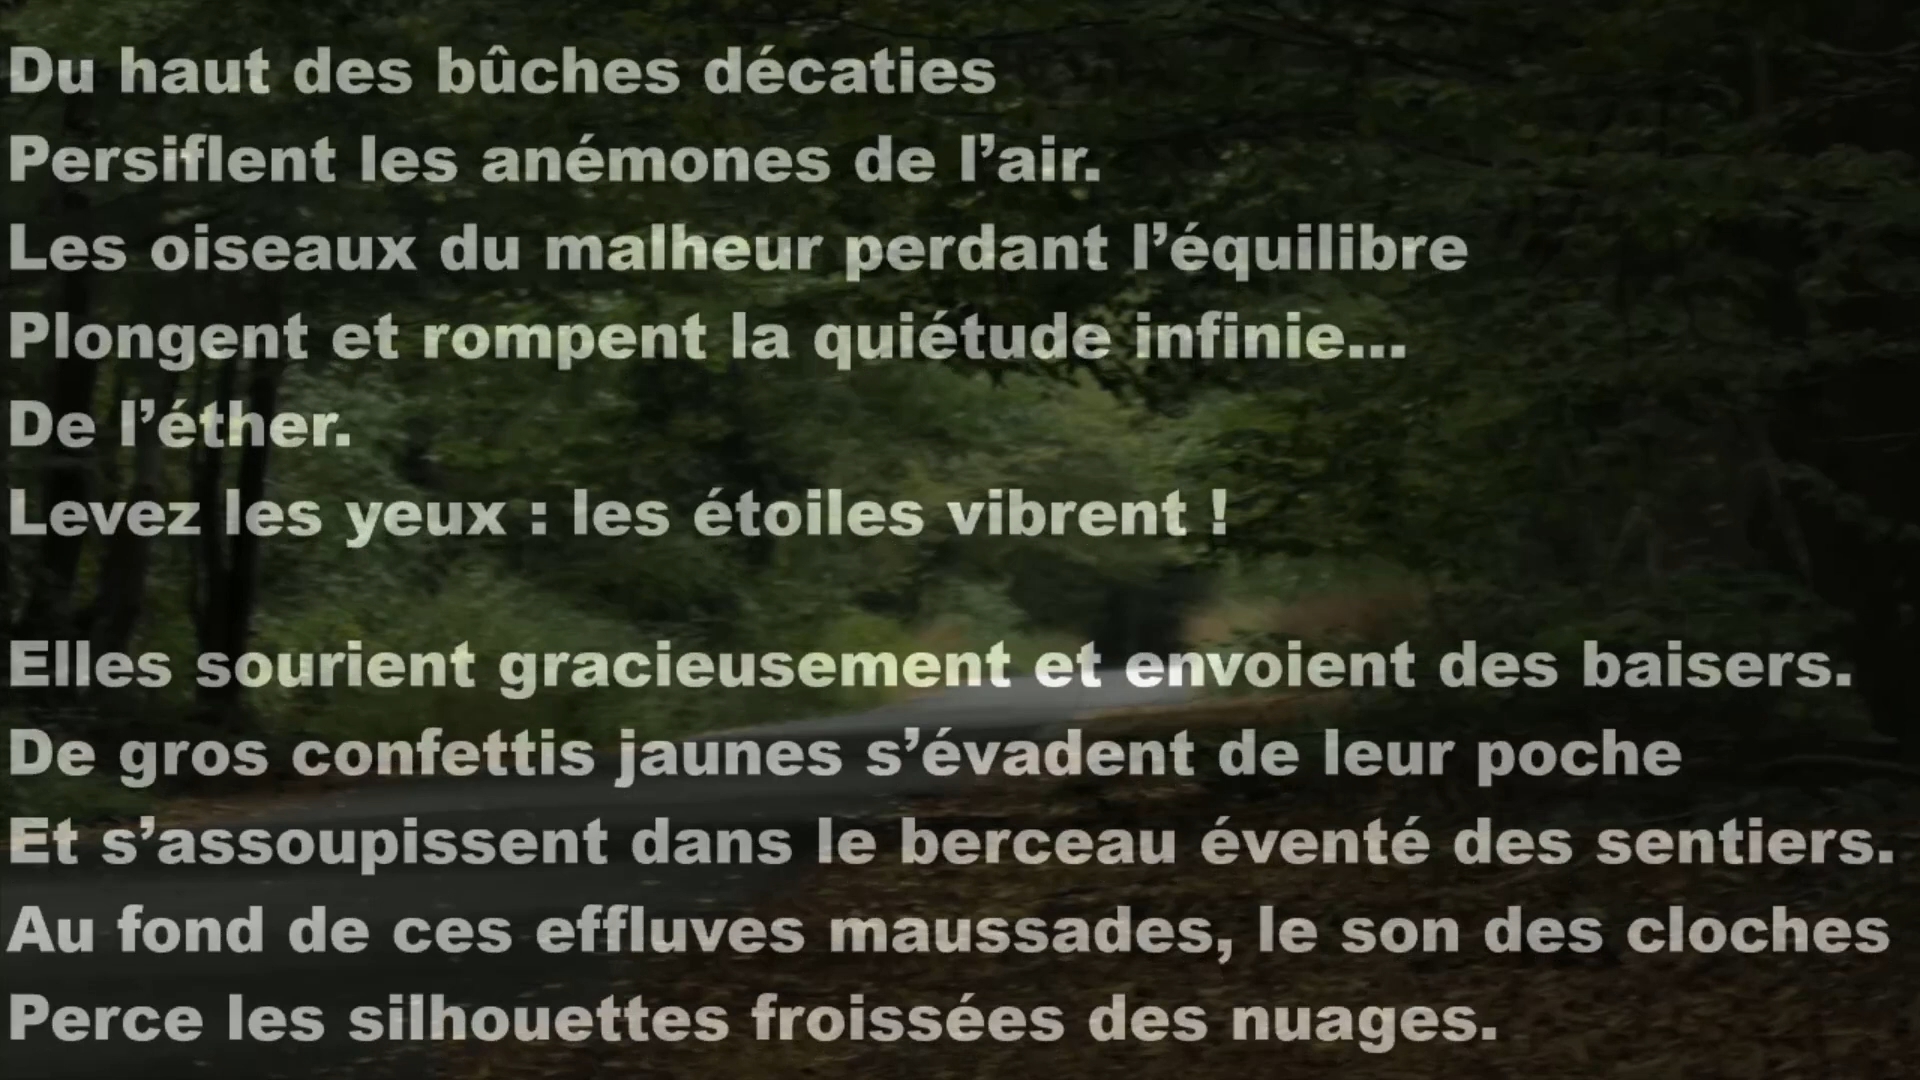 Du haut des bûches décaties
Persiflent les anémones de l’air.
Les oiseaux du malheur perdant l’équilibre
Plongent et rompent la quiétude infinie...
De l’éther.
Levez les yeux : les étoiles vibrent !
Elles sourient gracieusement et envoient des baisers.
De gros confettis jaunes s’évadent de leur poche
Et s’assoupissent dans le berceau éventé des sentiers.
Au fond de ces effluves maussades, le son des cloches
Perce les silhouettes froissées des nuages.